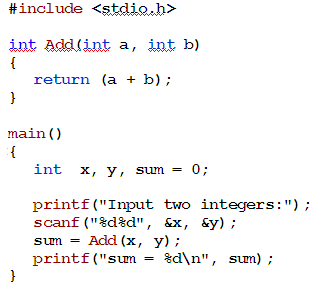 #include <stdio.h>
int Add(int a, int b)
{
return (a + b);
}
main()
{
int  x, y, sum = 0;
printf("Input two integers:");
scanf("%d%d", &x, &y);
sum = Add(x, y);
printf("sum = %d\n", sum);
}